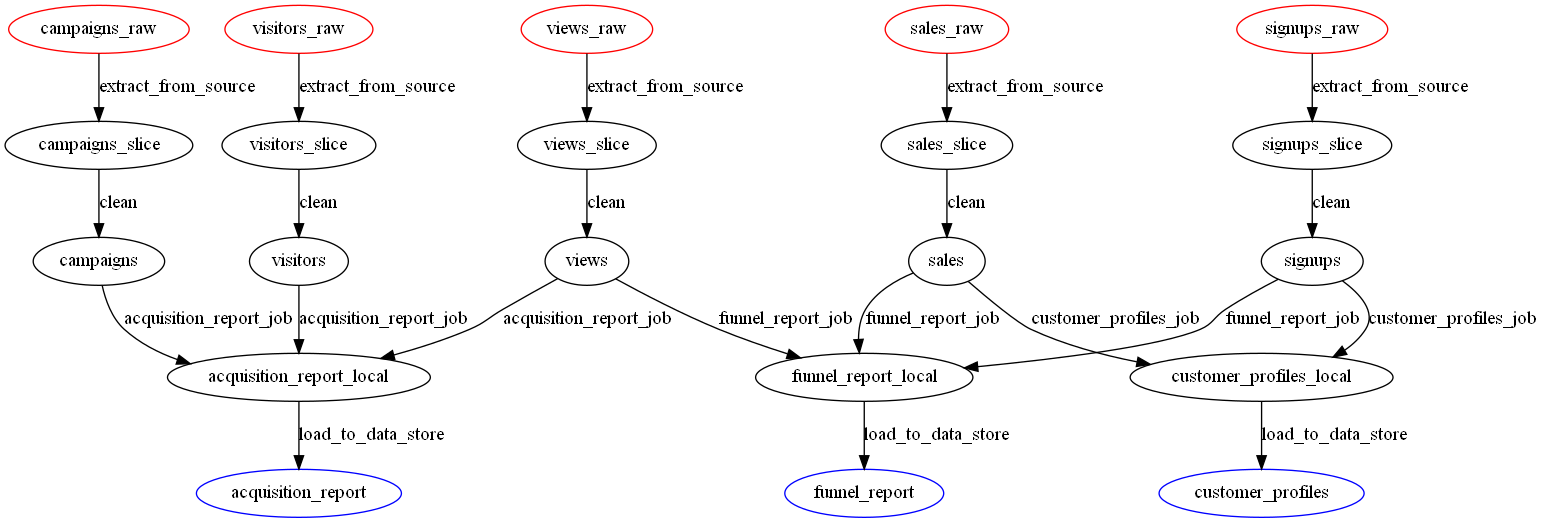 campaigns_raw
visitors_raw
views_raw
sales_raw
signups_raw
extract_from_source
extract_from_source
extract_from_source
extract_from_source
extract_from_source
campaigns_slice
visitors_slice
views_slice
sales_slice
signups_slice
clean
clean
clean
clean
clean
campaigns
visitors
views
sales
signups
acquisition_report_job
acquisition_report_job
acquisition_report_job
funnel_report_job
funnel_report_job
customer_profiles_job
funnel_report_job
customer_profiles_job
acquisition_report_local
funnel_report_local
customer_profiles_local
load_to_data_store
load_to_data_store
load_to_data_store
acquisition_report
funnel_report
customer_profiles